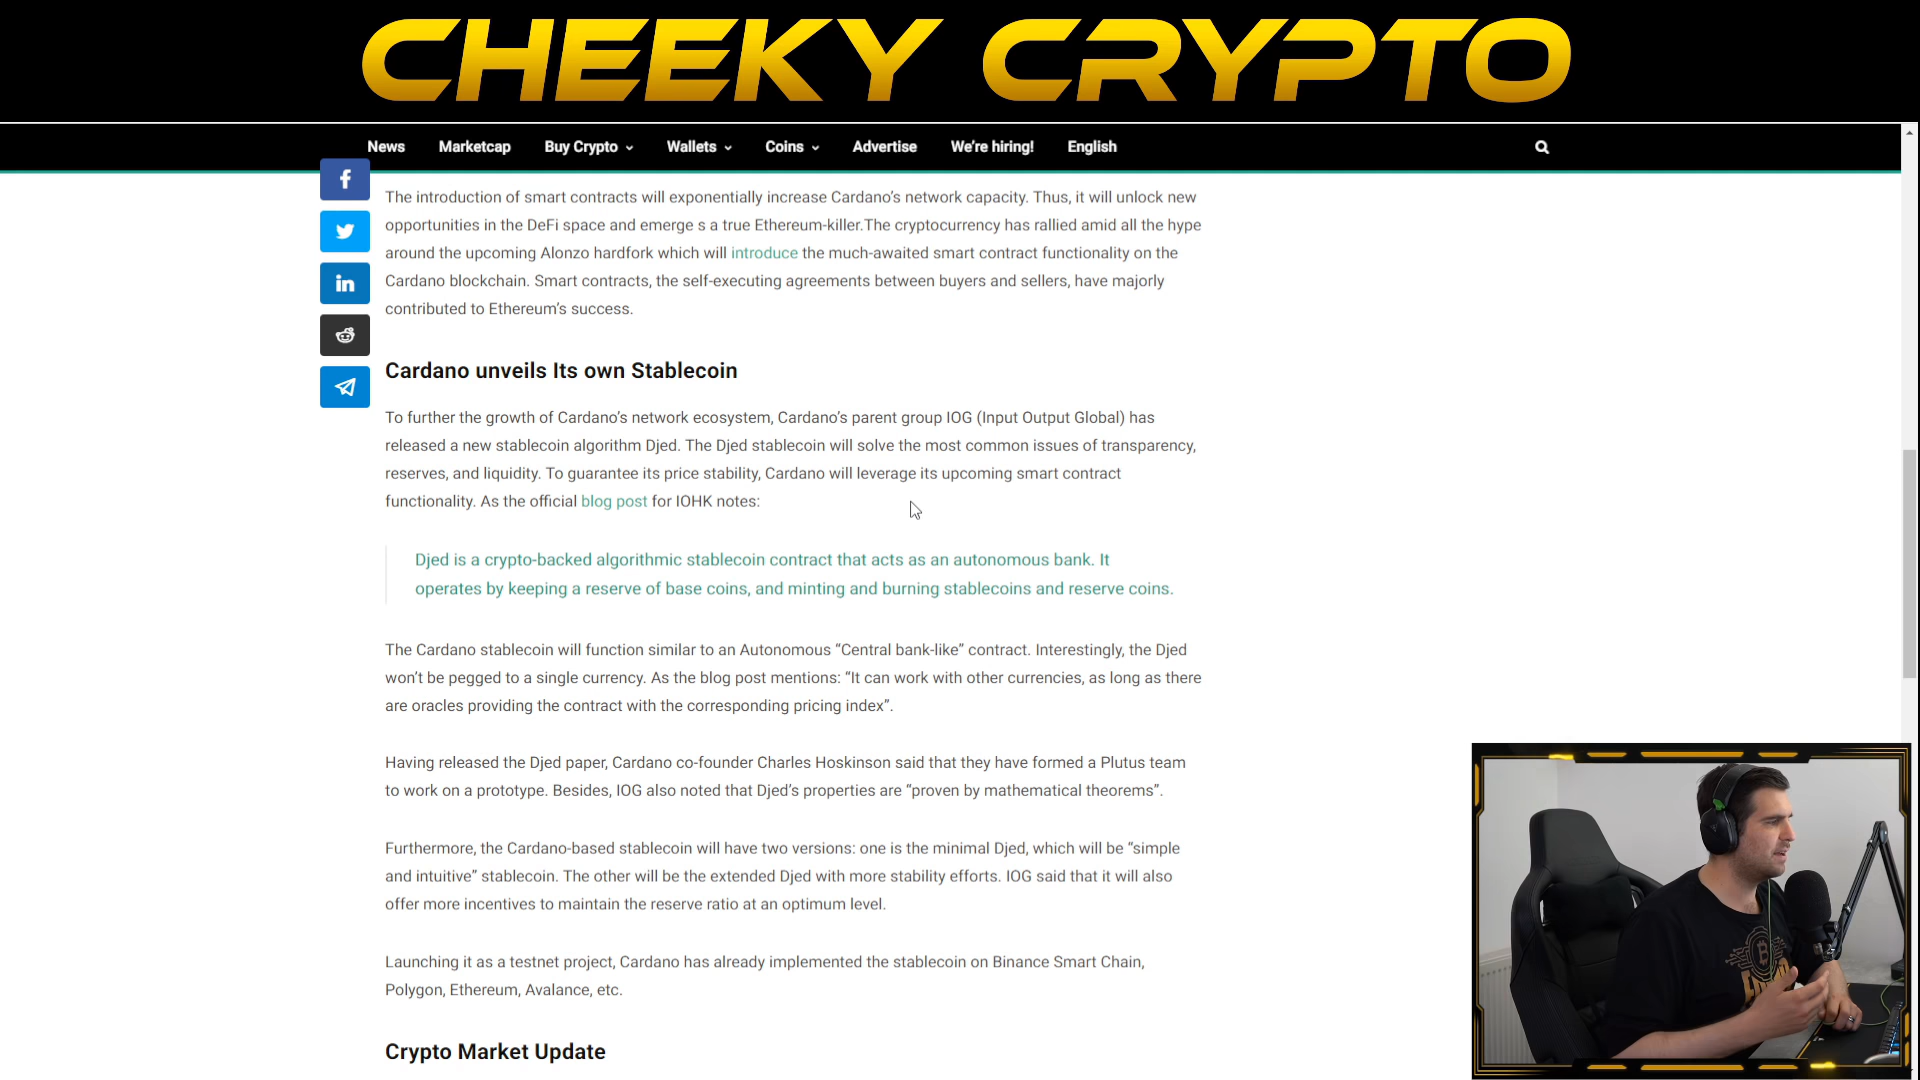 CHEEKY CRYPTO
News Marketcap Buy Crypto Wallets Coins Advertise We're hiring! English
The introduction of smart contracts will exponentially increase Cardano's network capacity. Thus, it will unlock new
opportunities in the DeFi space and emerge s a true Ethereum-killer.The cryptocurrency has rallied amid all the hype
around the upcoming Alonzo hardfork which will introduce the much-awaited smart contract functionality on the
Cardano blockchain. Smart contracts, the self-executing agreements between buyers and sellers, have majorly
contributed to Ethereum's success.
Cardano unveils Its own Stablecoin
To further the growth of Cardano's network ecosystem, Cardano's parent group IOG (Input Output Global) has
released a new stablecoin algorithm Djed. The Djed stablecoin will solve the most common issues of transparency,
reserves, and liquidity. To guarantee its price stability, Cardano will leverage its upcoming smart contract
functionality. As the official blog post for IOHK notes:
Djed is a crypto-backed algorithmic stablecoin contract that acts as an autonomous bank. It
operates by keeping a reserve of base coins, and minting and burning stablecoins and reserve coins.
The Cardano stablecoin will function similar to an Autonomous “Central bank-like” contract. Interestingly, the Djed
won't be pegged to a single currency. As the blog post mentions: “It can work with other currencies, as long as there
are oracles providing the contract with the corresponding pricing index”.
Having released the Djed paper, Cardano co-founder Charles Hoskinson said that they have formed a Plutus team
to work on a prototype. Besides, IOG also noted that Djed's properties are “proven by mathematical theorems”.
Furthermore, the Cardano-based stablecoin will have two versions: one is the minimal Djed, which will be “simple
and intuitive” stablecoin. The other will be the extended Djed with more stability efforts. IOG said that it will also
offer more incentives to maintain the reserve ratio at an optimum level.
Launching it as a testnet project, Cardano has already implemented the stablecoin on Binance Smart Chain,
Polygon, Ethereum, Avalance, etc.
Crypto Market Update